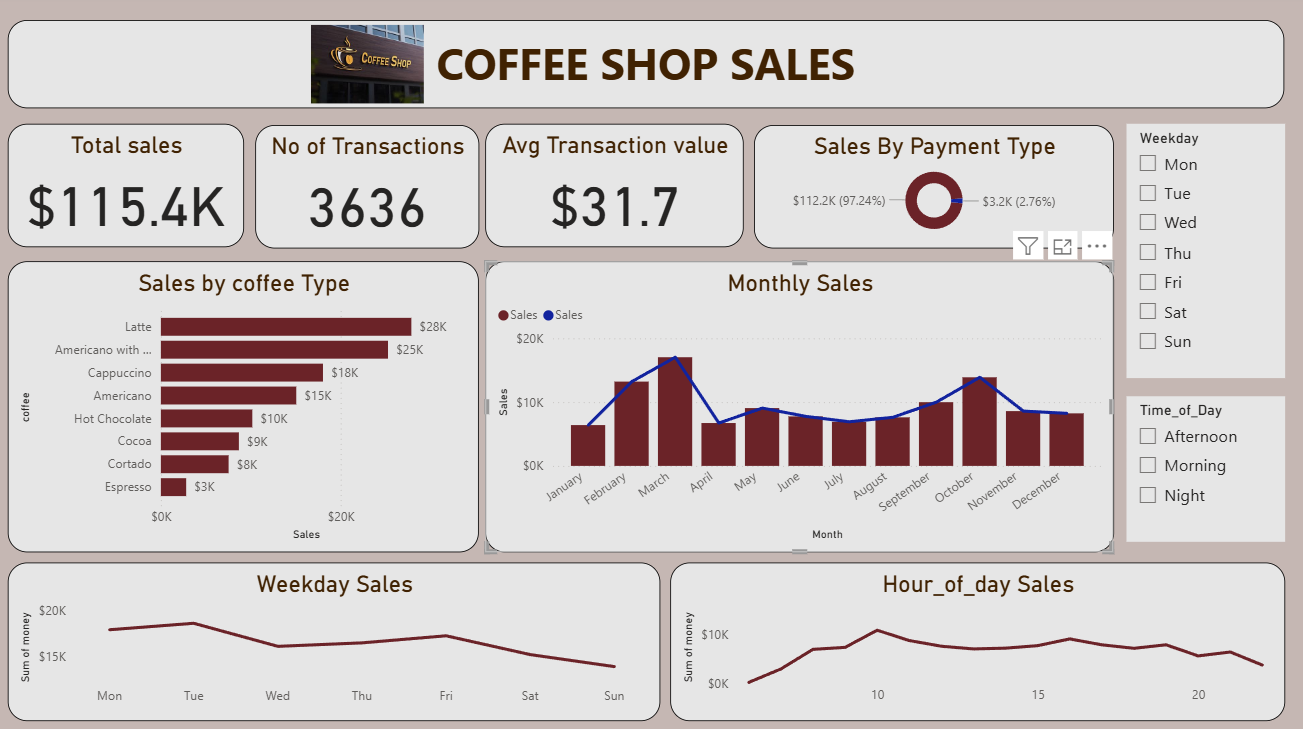 COFFEE SHOP
COFFEE SHOP SALES
Total sales
$115.4K
No of Transactions
3636
Avg Transaction value
$31.7
Sales By Payment Type
$112.2K (97.24%)
$3.2K (2.76%)
Weekday
Mon
Tue
Wed
Thu
Fri
Sat
Sun
Time_of_Day
Afternoon
Morning
Night
Sales by coffee Type
coffee
Latte
$28K
Americano with ...
$25K
Cappuccino
$18K
Americano
$15K
Hot Chocolate
$10K
Cocoa
$9K
Cortado
$8K
Espresso
$3K
$0K
$20K
Sales
Monthly Sales
Sales
Sales
Sales
$20K
$10K
$0K
January
February
March
April
May
June
July
August
September
October
November
December
Month
Weekday Sales
Sum of money
$20K
$15K
Mon
Tue
Wed
Thu
Fri
Sat
Sun
Hour_of_day Sales
Sum of money
$10K
$0K
10
15
20